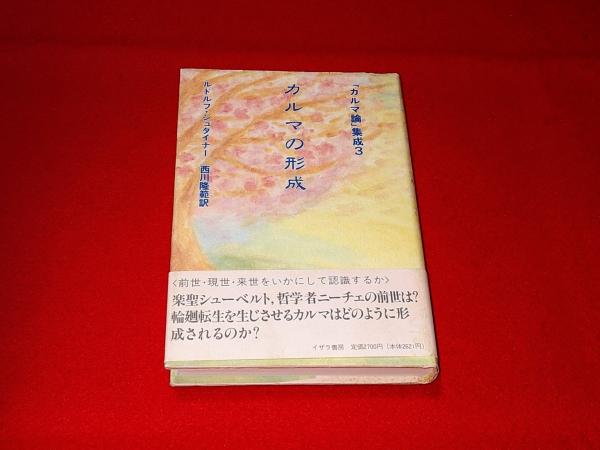 「カルマ論」集成3
カルマの形成
ルドルフ・シュタイナー 西川隆範訳
〈前世・現世・来世をいかにして認識するか〉
楽聖シューベルト,哲学者ニーチェの前世は?
輪廻転生を生じさせるカルマはどのように形
成されるのか?
イザラ書房 定価2700円(本体2621円)